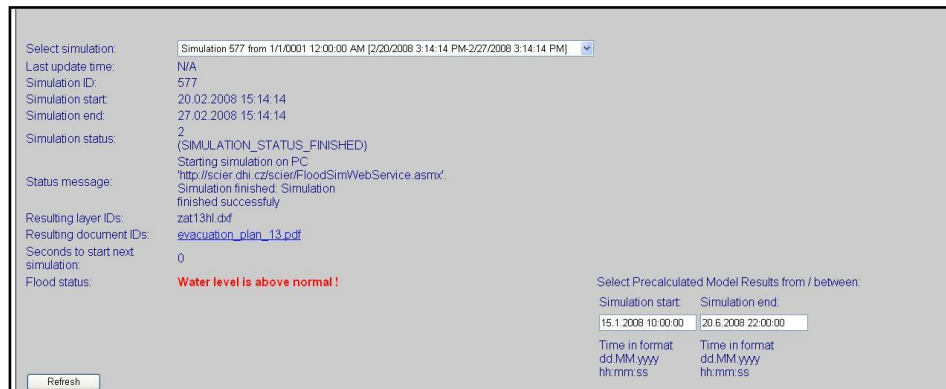 Select simulation: Simulation 577 from 1/1/0001 12:00:00 AM [2/20/2008 3:14:14 PM-2/27/2008 3:14:14 PM]
Last update time: N/A
Simulation ID: 577
Simulation start: 20.02.2008 15:14:14
Simulation end: 27.02.2008 15:14:14
Simulation status: 2
(SIMULATION_STATUS_FINISHED)
Status message: Starting simulation on PC
'http://scier.dhi.cz/scier/FloodSimWebService.asmx'.
Simulation finished: Simulation
finished successfuly
Resulting layer IDs: zat13hl.dxf
Resulting document IDs: evacuation_plan_13.pdf
Seconds to start next
simulation: 0
Flood status: Water level is above normal !
Select Precalculated Model Results from / between:
Simulation start: Simulation end:
15.1.2008 10:00:00 20.6.2008 22:00:00
Time in format Time in format
dd.MM.yyyy dd.MM.yyyy
hh:mm:ss hh:mm:ss
Refresh